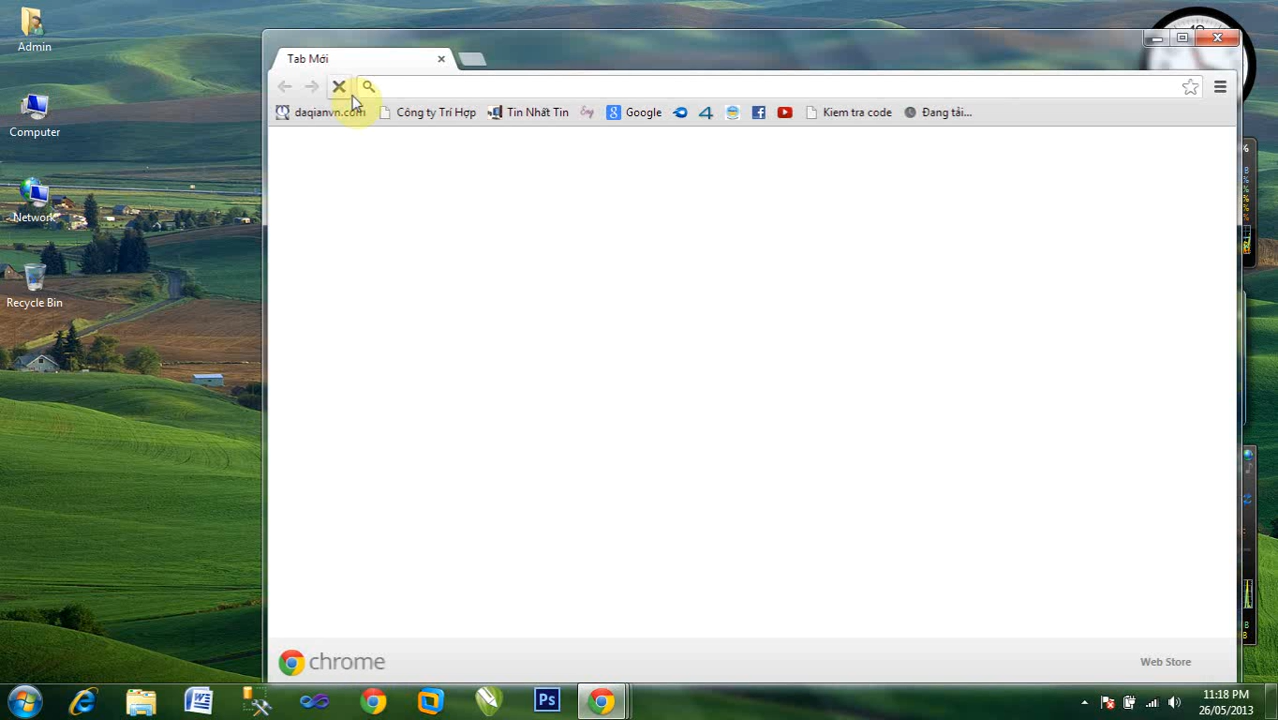 Admin
Computer
Network
Recycle Bin
Tab Mới
daqianvn.com
Công ty Trí Hợp
Tin Nhất Tin
Google
Kiem tra code
Đang tải...
chrome
Web Store
Ps
11:18 PM
26/05/2013